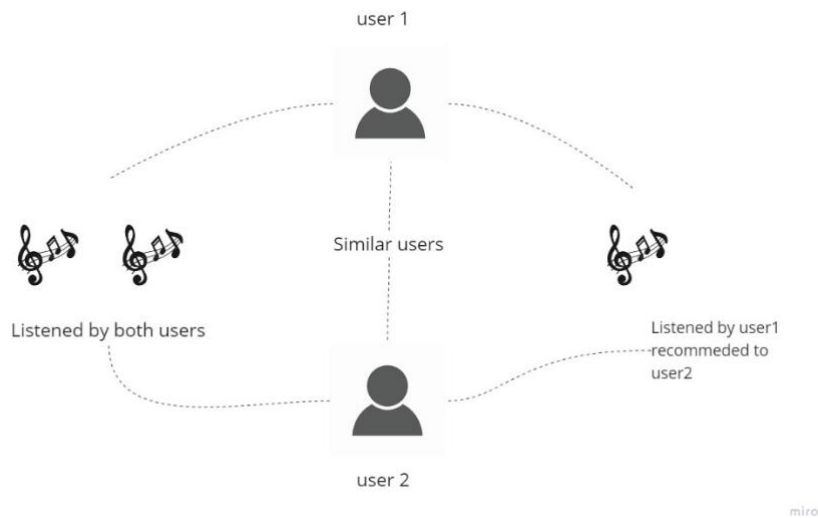 user 1
Similar users
Listened by both users
Listened by user1
recommeded to
user2
user 2
miro